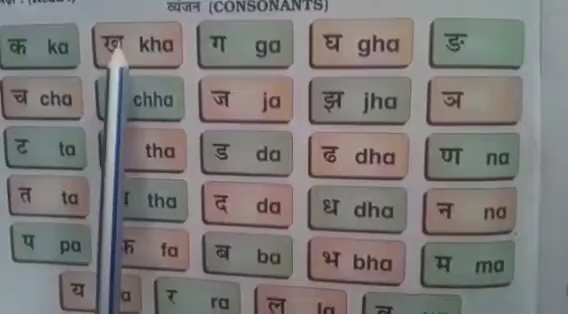 व्यंजन (CONSONANTS)
क ka ख kha ग ga घ gha ङ
च cha chha ज ja झ jha ञ
ट ta tha ड da ढ dha ण na
त ta tha द da ध dha न na
प pa fa ब ba भ bha म ma
य र ra ल la